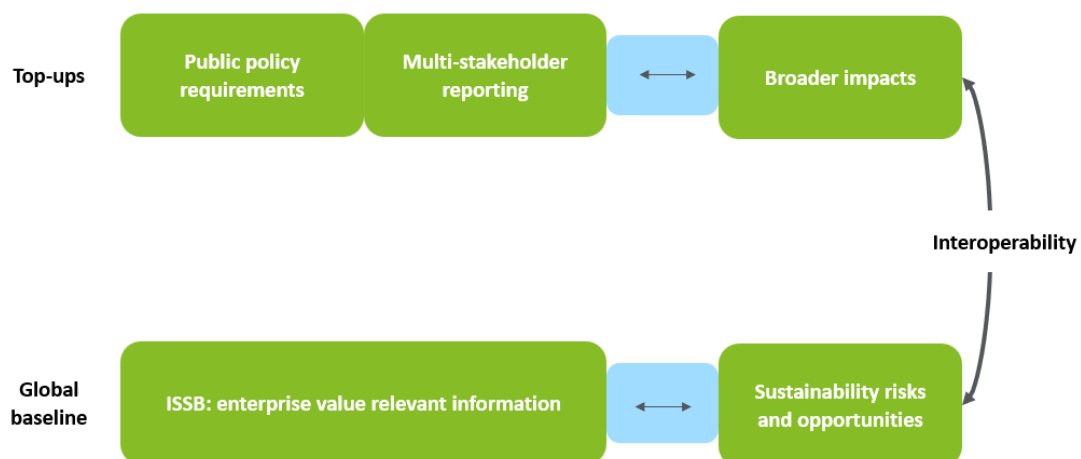 Top-ups
Public policy
requirements
Multi-stakeholder
reporting
Broader impacts
Interoperability
Global
baseline
ISSB: enterprise value relevant information
Sustainability risks
and opportunities